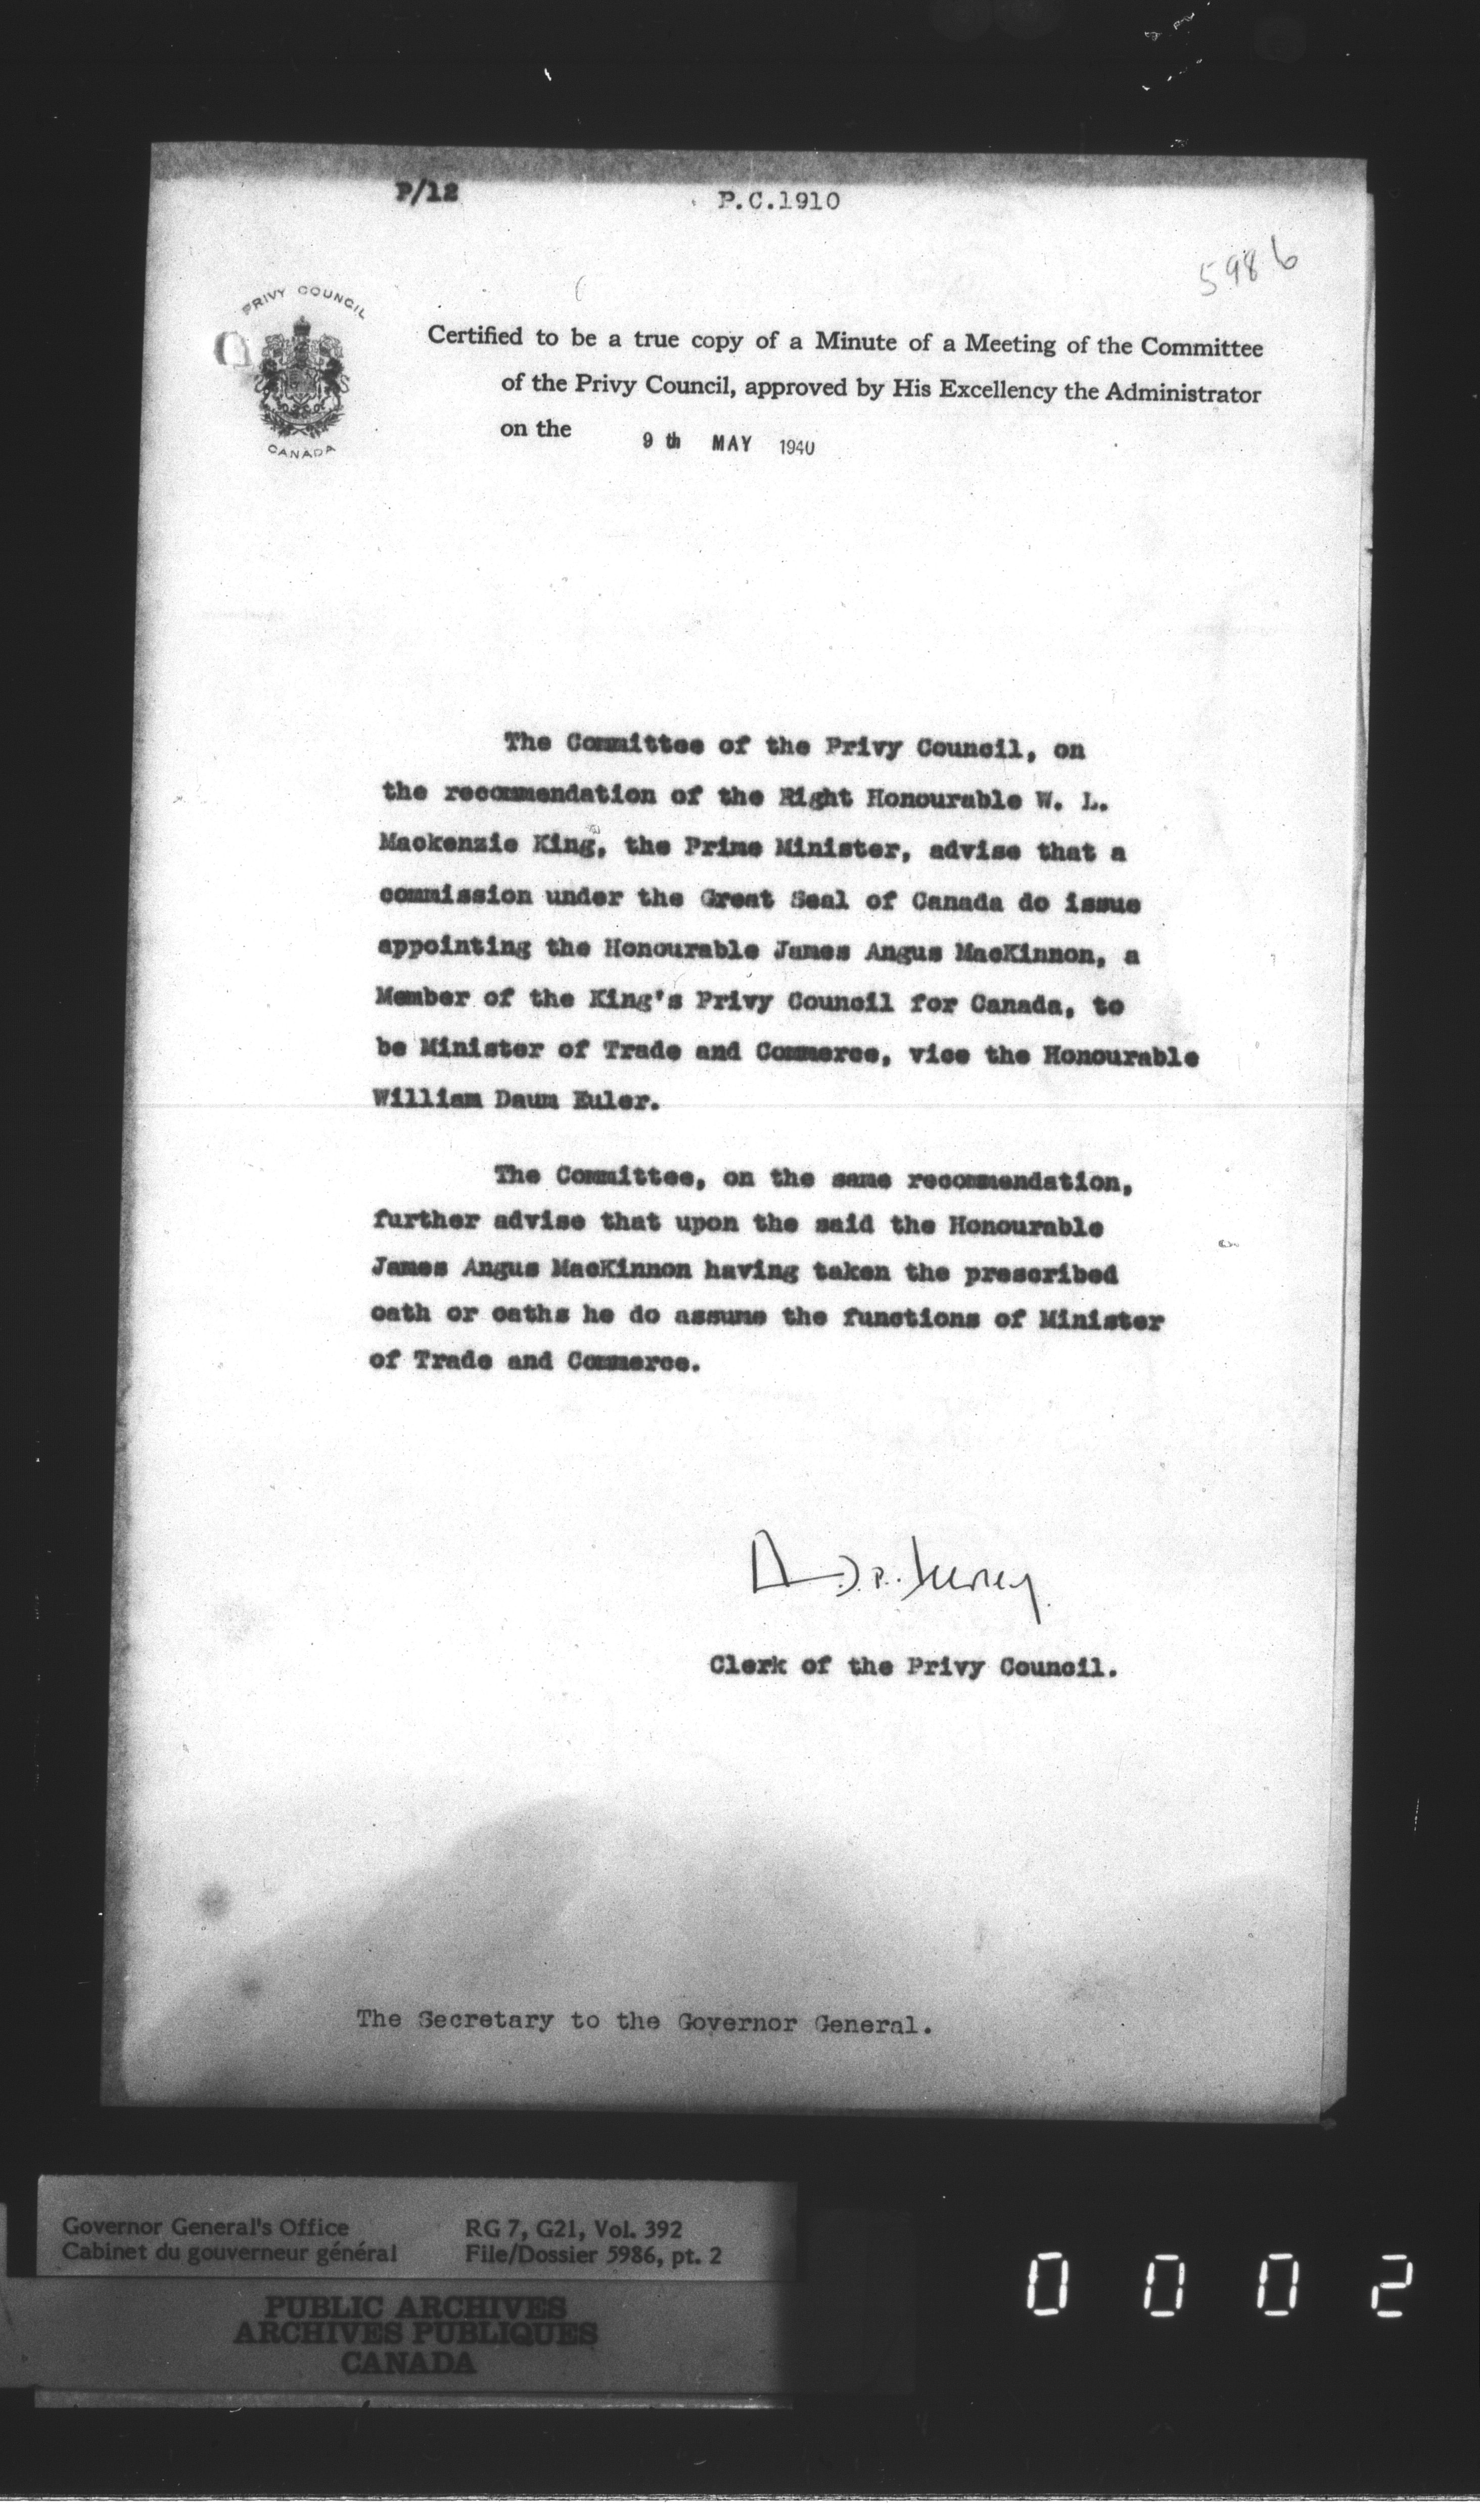 P/12
P.C.1910
5986
PRIVY COUNCIL
CANADA
Certified to be a true copy of a Minute of a Meeting of the Committee
of the Privy Council, approved by His Excellency the Administrator
on the 9th MAY 1940
The Committee of the Privy Council, on
the recommendation of the Right Honourable W. L.
Mackenzie King, the Prime Minister, advise that a
commission under the Great Seal of Canada do issue
appointing the Honourable James Angus MacKinnon, a
Member of the King's Privy Council for Canada, to
be Minister of Trade and Commerce, vice the Honourable
William Daum Euler.
The Committee, on the same recommendation,
further advise that upon the said the Honourable
James Angus MacKinnon having taken the prescribed
oath or oaths he do assume the functions of Minister
of Trade and Commerce.
Clerk of the Privy Council.
The Secretary to the Governor General.
Governor General's Office RG 7, G21, Vol. 392
Cabinet du gouverneur général File/Dossier 5986, pt. 2
PUBLIC ARCHIVES
ARCHIVES PUBLIQUES
CANADA
0002